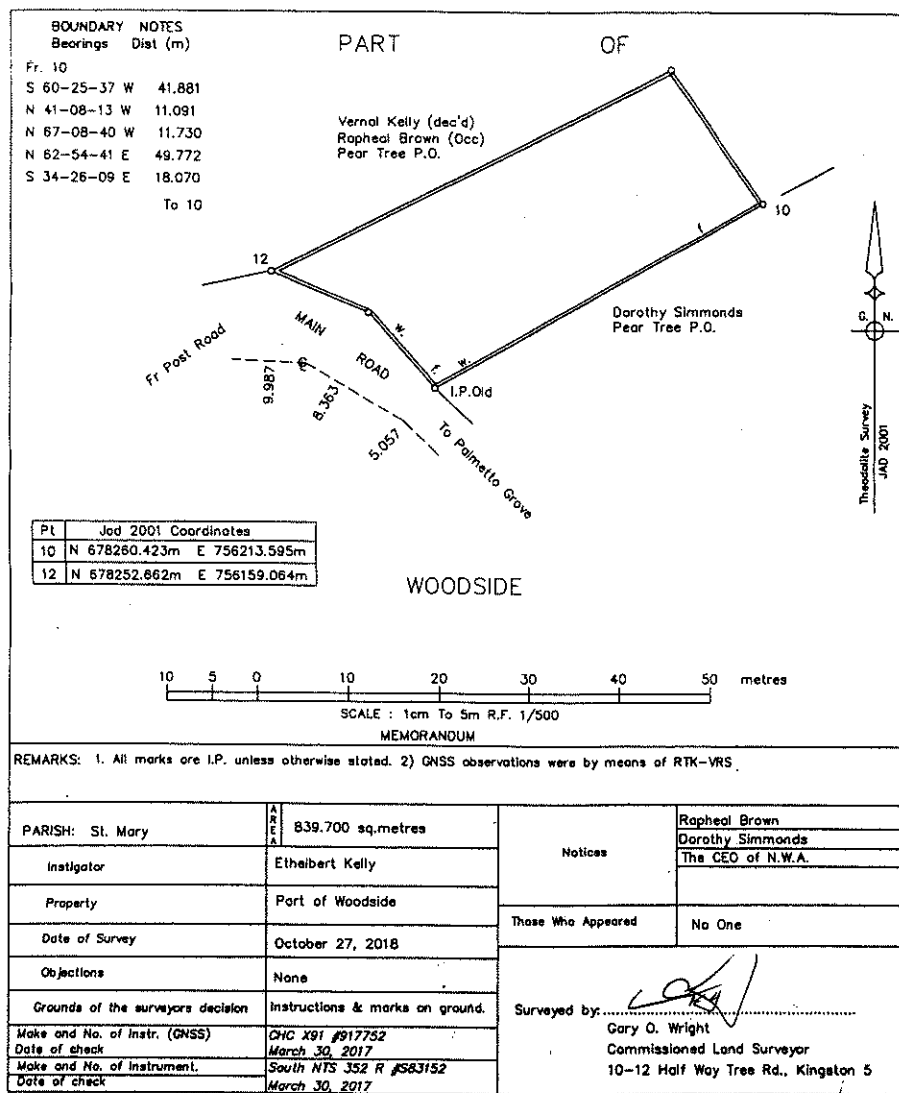 BOUNDARY NOTES
Bearings Dist (m)
Fr. 10
S 60-25-37 W 41.881
N 41-08-13 W 11.091
N 67-08-40 W 11.730
N 62-54-41 E 49.772
S 34-26-09 E 18.070
To 10
PART OF
Vernal Kelly (dec'd)
Rapheal Brown (Occ)
Pear Tree P.O.
10
f.
12
Dorothy Simmonds
Pear Tree P.O.
G. N.
Theodolite Survey
JAD 2001
MAIN
ROAD
w.
f.
w.
I.P.Old
Fr Post Road
To Palmetto Grove
9.987
8.363
5.057
Pt Jad 2001 Coordinates
10 N 678260.423m E 756213.595m
12 N 678252.662m E 756159.064m
WOODSIDE
10 5 0 10 20 30 40 50 metres
SCALE : 1cm To 5m R.F. 1/500
MEMORANDUM
REMARKS: 1. All marks are I.P. unless otherwise stated. 2) GNSS observations were by means of RTK-VRS
PARISH: St. Mary
AREA 839.700 sq.metres
Instigator Ethelbert Kelly
Property Part of Woodside
Date of Survey October 27, 2018
Objections None
Grounds of the surveyors decision Instructions & marks on ground.
Make and No. of Instr. (GNSS) CHC X91 #917752
Date of check March 30, 2017
Make and No. of Instrument. South NTS 352 R #S83152
Date of check March 30, 2017
Notices
Rapheal Brown
Dorothy Simmonds
The CEO of N.W.A.
Those Who Appeared No One
Surveyed by:
Gary O. Wright
Commissioned Land Surveyor
10-12 Half Way Tree Rd., Kingston 5